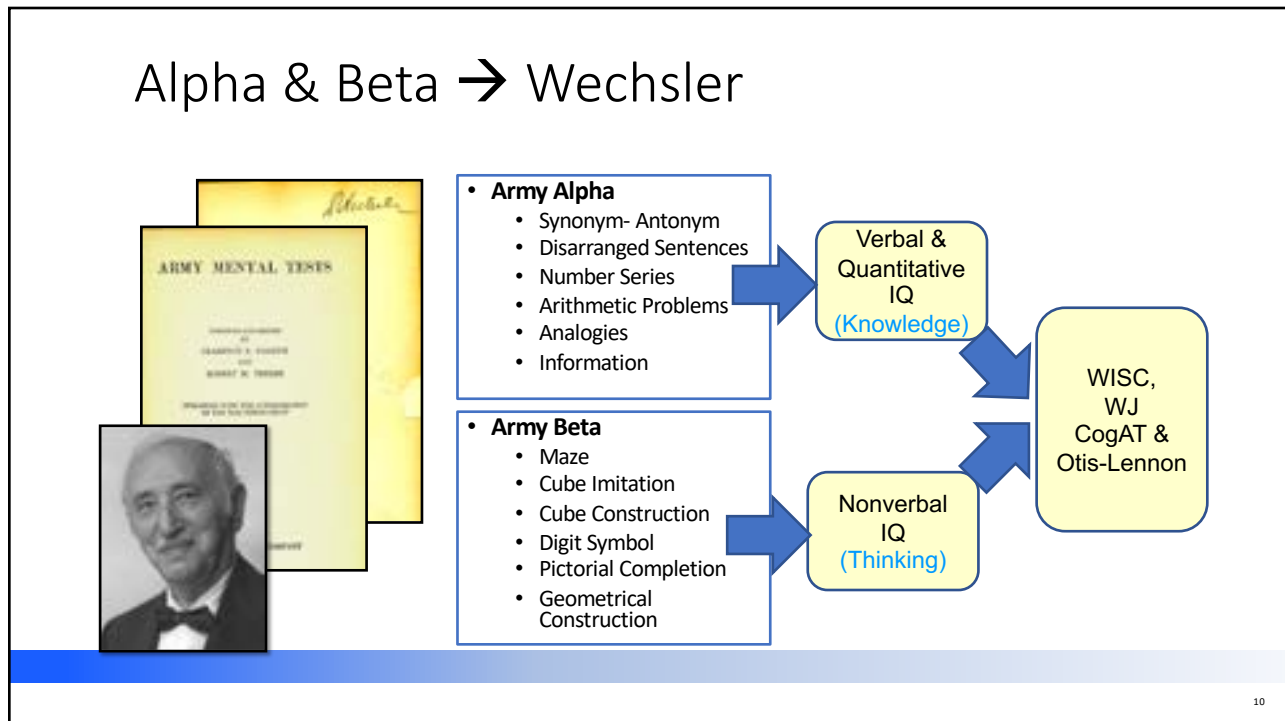 Alpha & Beta → Wechsler
ARMY MENTAL TESTS
• Army Alpha
• Synonym- Antonym
• Disarranged Sentences
• Number Series
• Arithmetic Problems
• Analogies
• Information
Verbal &
Quantitative
IQ
(Knowledge)
• Army Beta
• Maze
• Cube Imitation
• Cube Construction
• Digit Symbol
• Pictorial Completion
• Geometrical
Construction
Nonverbal
IQ
(Thinking)
WISC,
WJ
CogAT &
Otis-Lennon
10